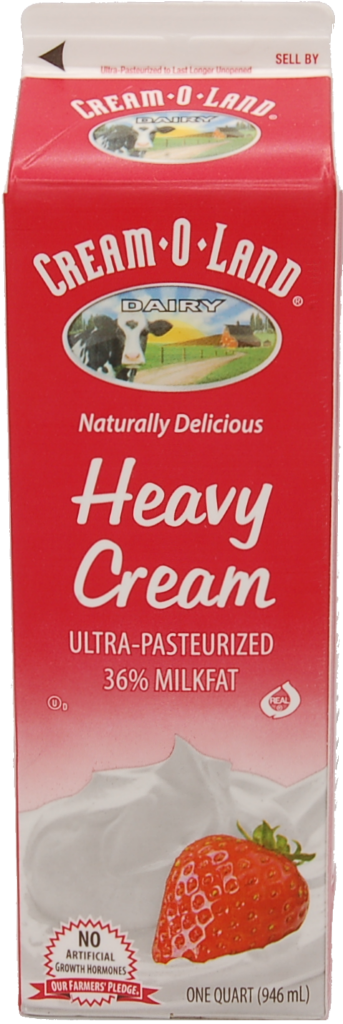 SELL BY
Ultra-Pasteurized to Last Longer Unopened
CREAM•O•LAND®
DAIRY
CREAM•O•LAND®
DAIRY
Naturally Delicious
Heavy
Cream
ULTRA-PASTEURIZED
36% MILKFAT
U D
REAL
NO
ARTIFICIAL
GROWTH HORMONES
OUR FARMERS' PLEDGE.
ONE QUART (946 mL)